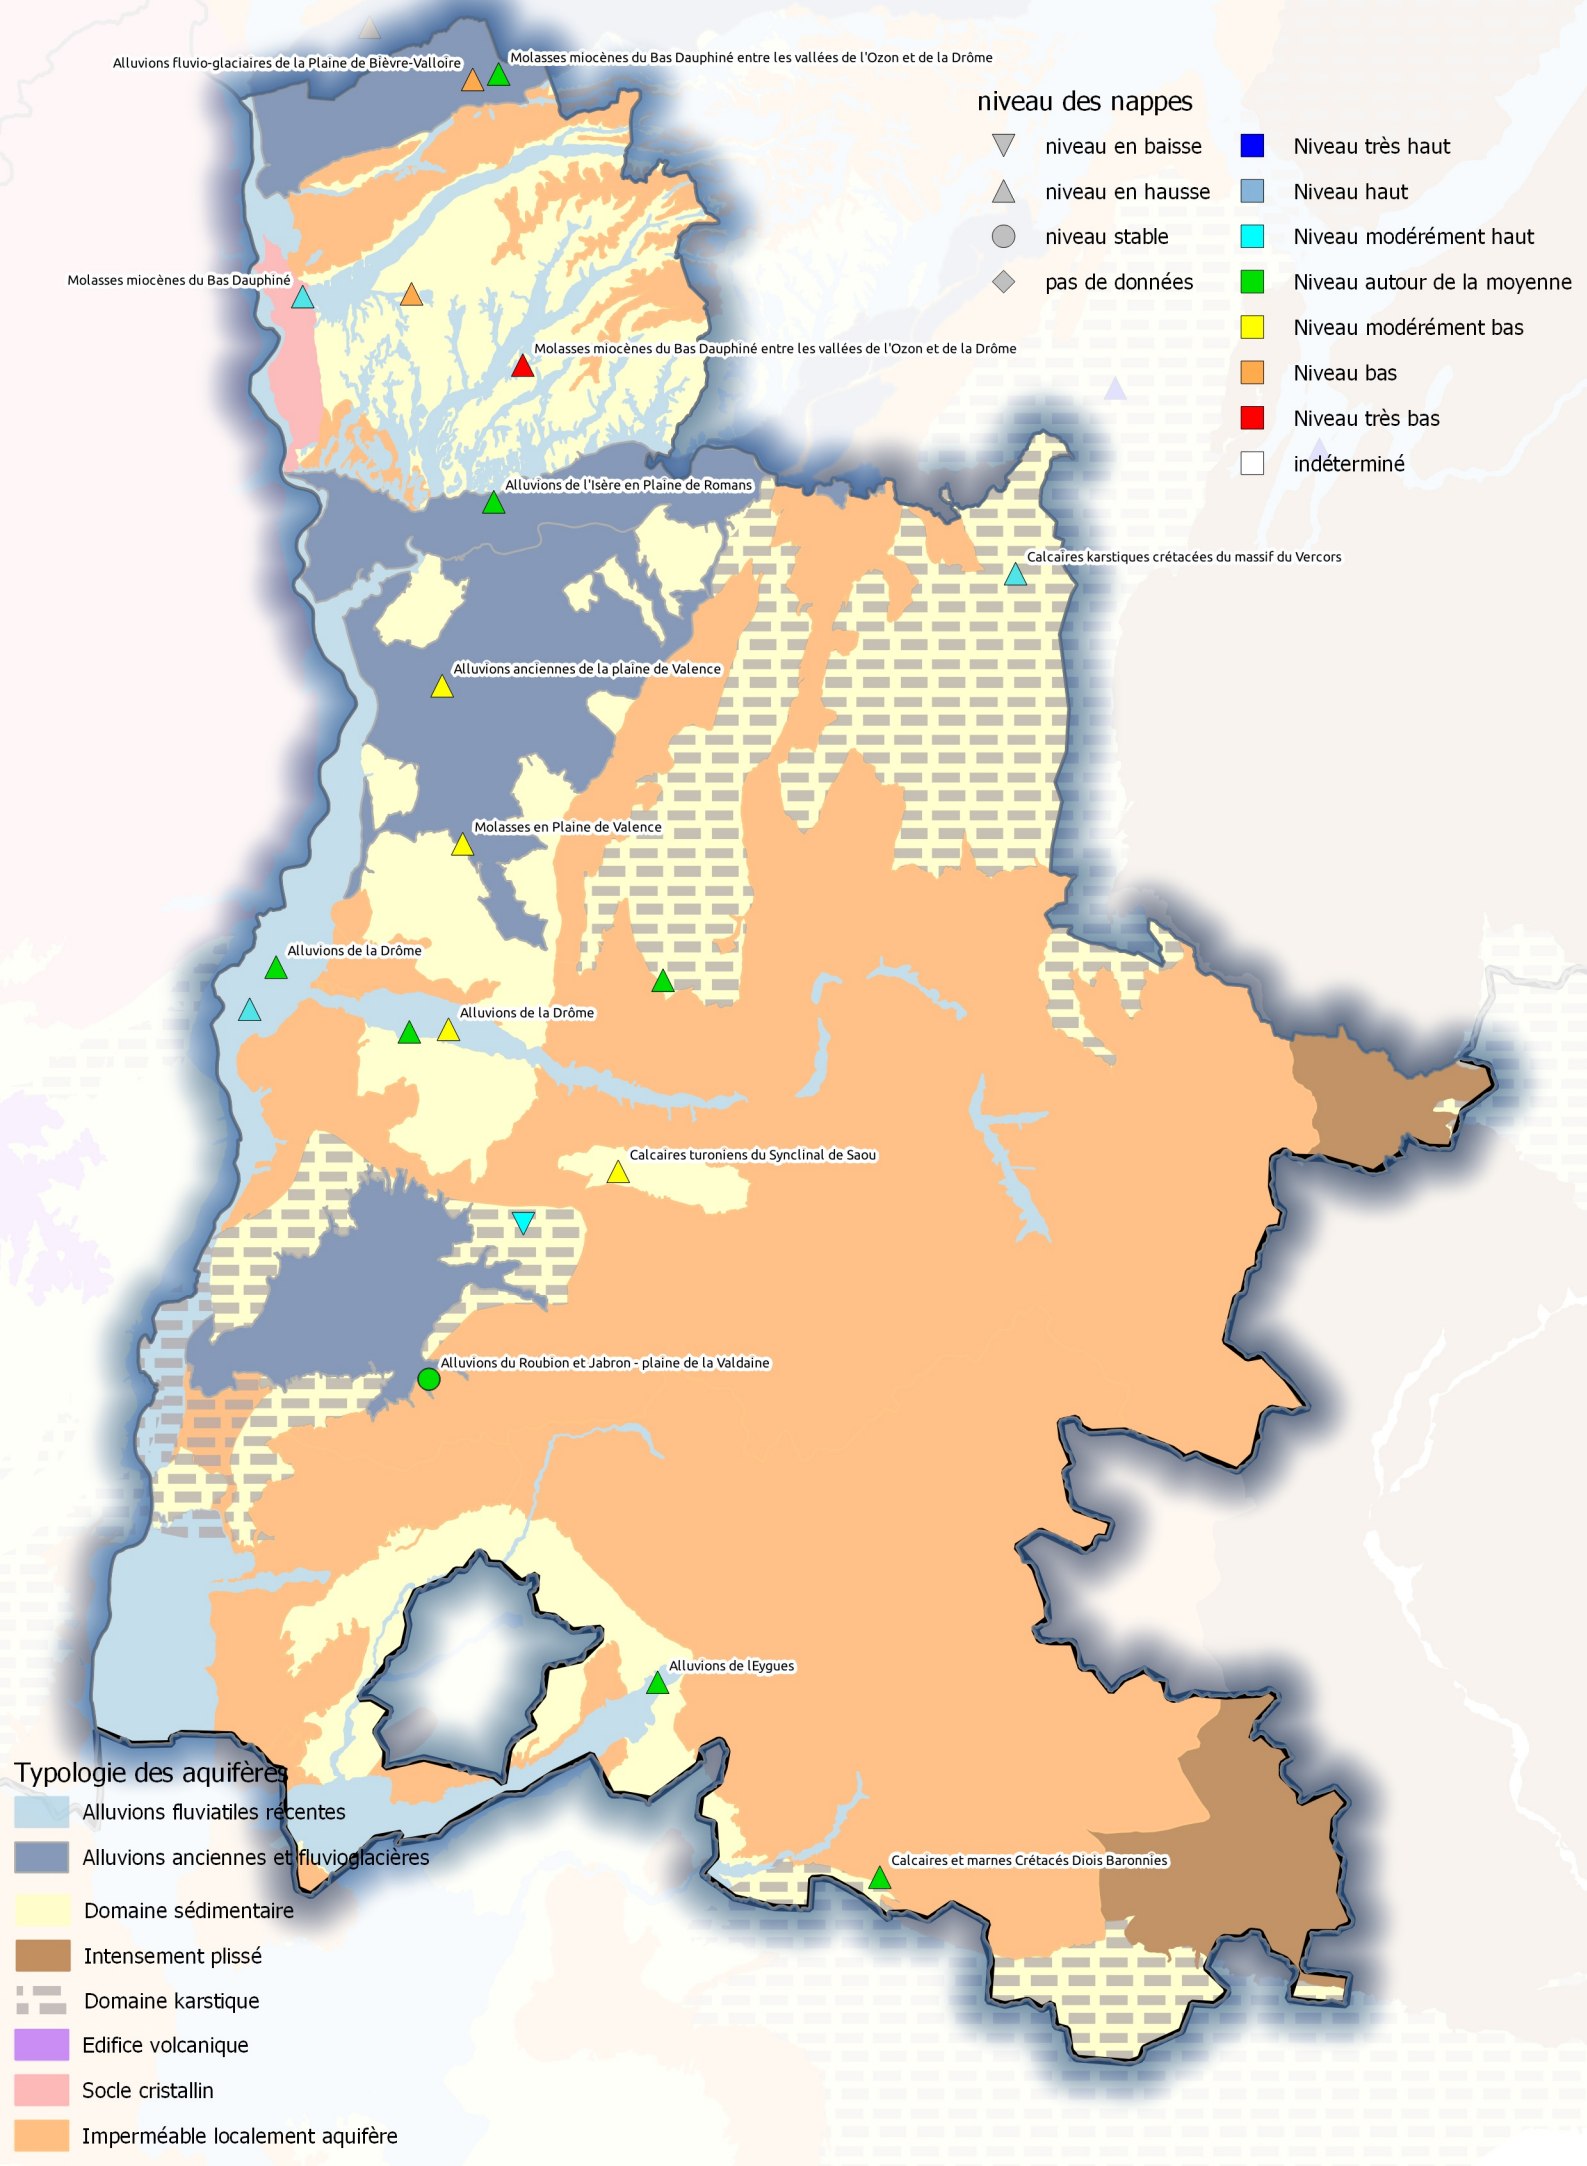 Alluvions fluvio-glaciaires de la Plaine de Bièvre-Valloire
Molasses miocènes du Bas Dauphiné entre les vallées de l'Ozon et de la Drôme
niveau des nappes
niveau en baisse
Niveau très haut
niveau en hausse
Niveau haut
niveau stable
Niveau modérément haut
pas de données
Niveau autour de la moyenne
Niveau modérément bas
Niveau bas
Niveau très bas
indéterminé
Molasses miocènes du Bas Dauphiné
Molasses miocènes du Bas Dauphiné entre les vallées de l'Ozon et de la Drôme
Alluvions de l'Isère en Plaine de Romans
Calcaires karstiques crétacées du massif du Vercors
Alluvions anciennes de la plaine de Valence
Molasses en Plaine de Valence
Alluvions de la Drôme
Alluvions de la Drôme
Calcaires turoniens du Synclinal de Saou
Alluvions du Roubion et Jabron - plaine de la Valdaine
Alluvions de lEygues
Calcaires et marnes Crétacés Diois Baronnies
Typologie des aquifères
Alluvions fluviatiles récentes
Alluvions anciennes et fluvioglacières
Domaine sédimentaire
Intensement plissé
Domaine karstique
Edifice volcanique
Socle cristallin
Imperméable localement aquifère